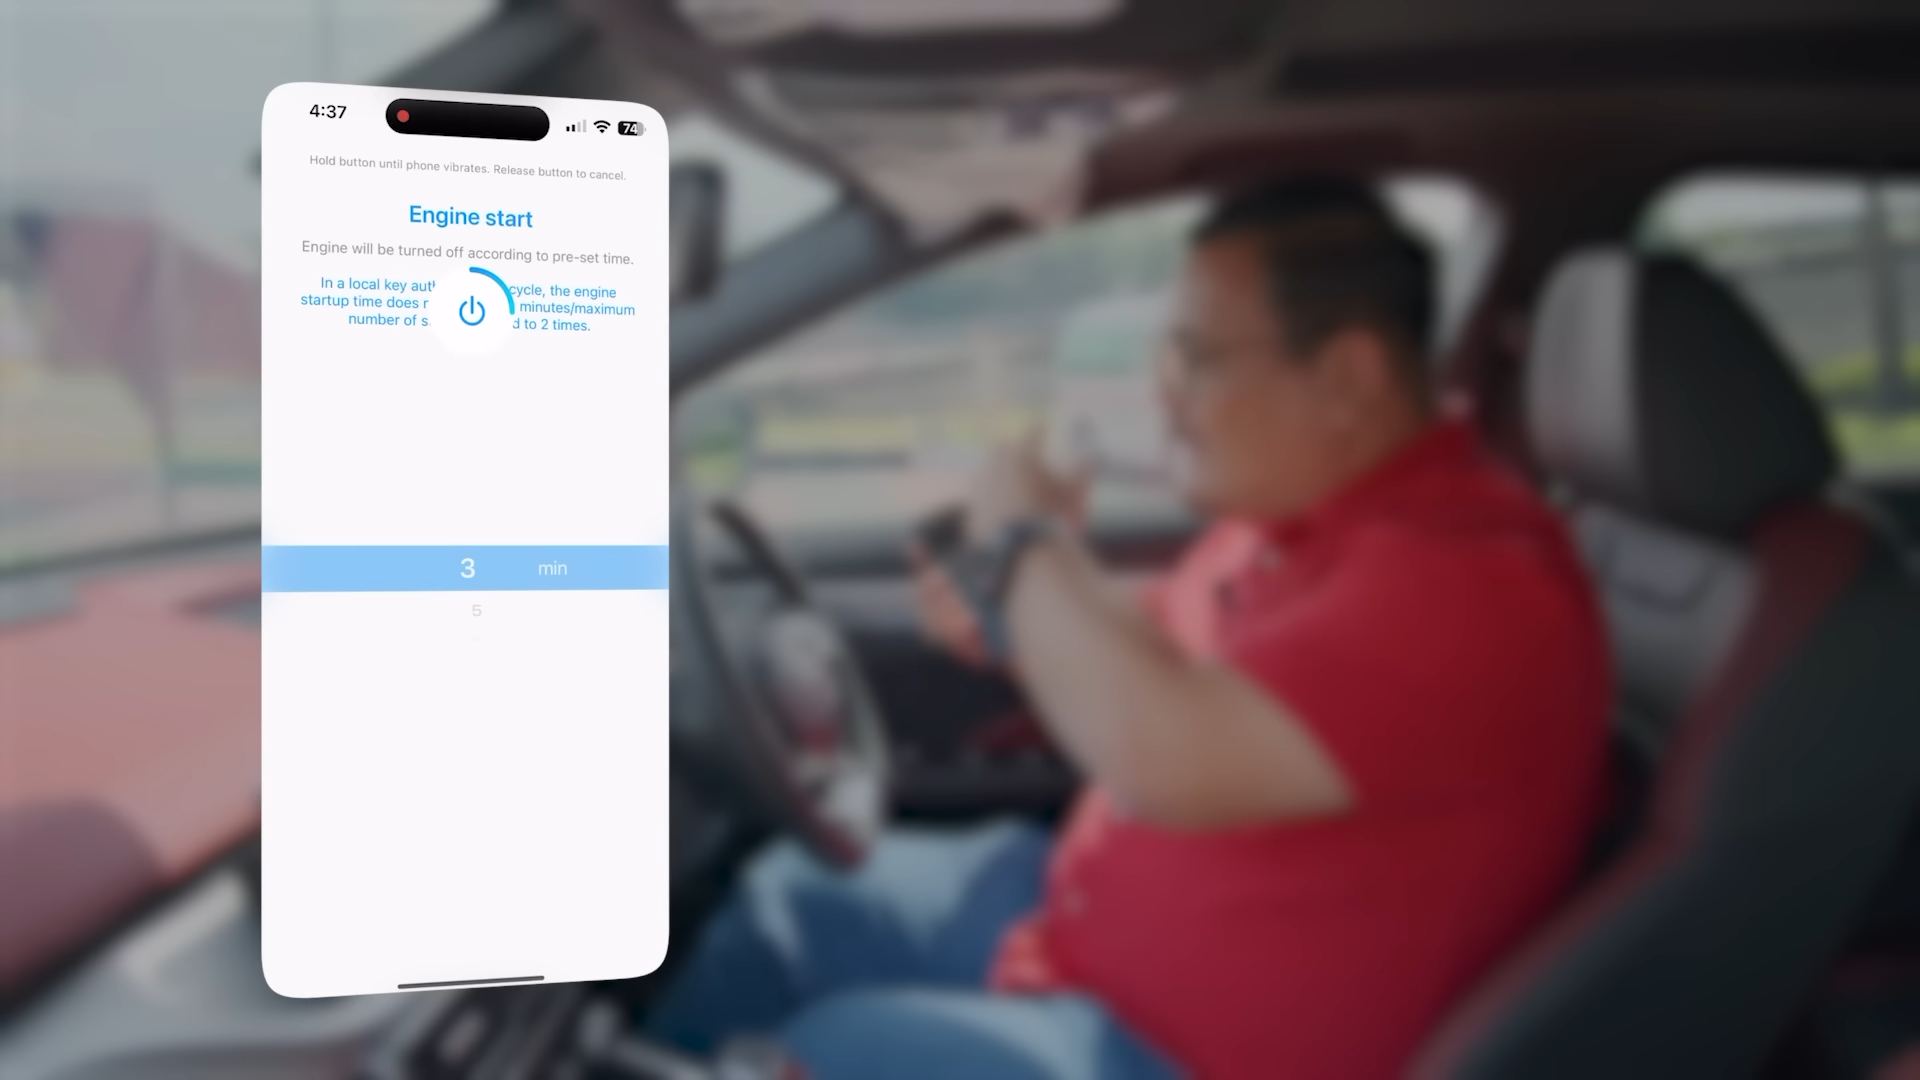 4:37
74
Hold button until phone vibrates. Release button to cancel.
Engine start
Engine will be turned off according to pre-set time.
In a local key aut cycle, the engine
startup time does minutes/maximum
number of to 2 times.
3 min
5